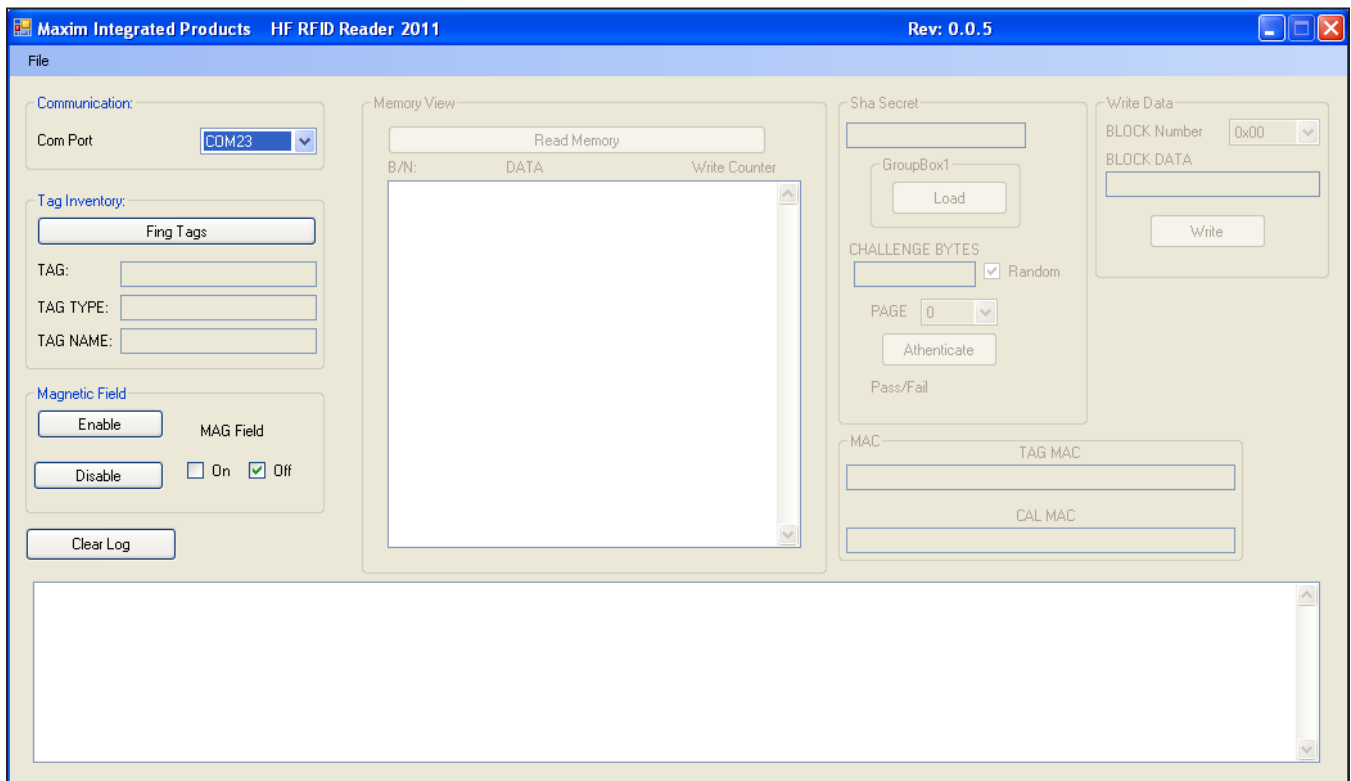 Maxim Integrated Products HF RFID Reader 2011 Rev: 0.0.5
File
Communication:
Com Port COM23
Tag Inventory:
Fing Tags
TAG:
TAG TYPE:
TAG NAME:
Magnetic Field
Enable
MAG Field
Disable
On Off
Clear Log
Memory View
Read Memory
B/N: DATA Write Counter
Sha Secret
GroupBox1
Load
CHALLENGE BYTES
Random
PAGE 0
Athenticate
Pass/Fail
Write Data
BLOCK Number 0x00
BLOCK DATA
Write
MAC
TAG MAC
CAL MAC